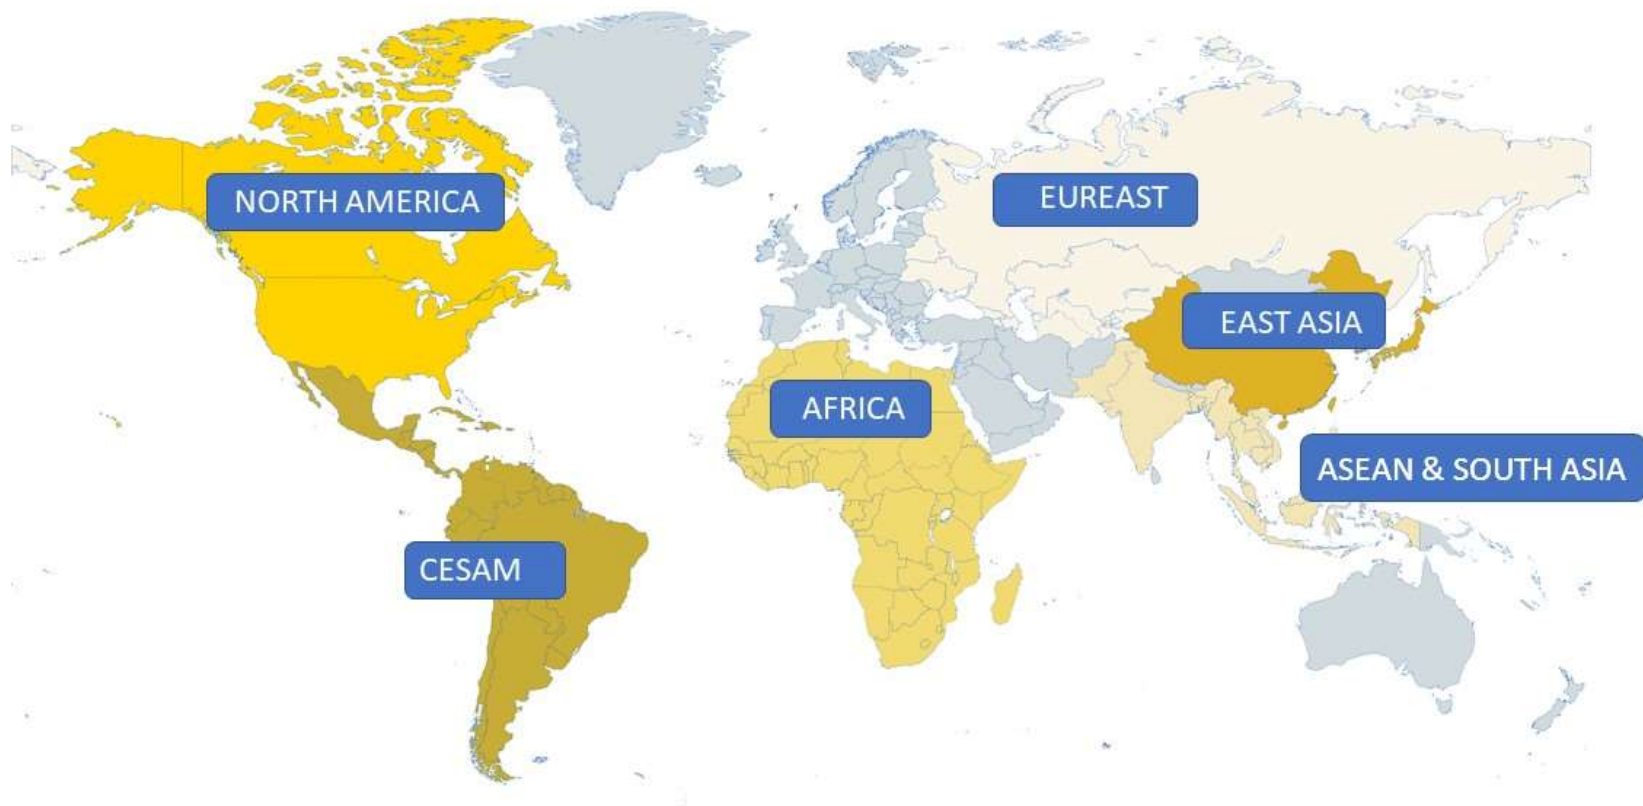 NORTH AMERICA
EUREAST
EAST ASIA
AFRICA
ASEAN & SOUTH ASIA
CESAM